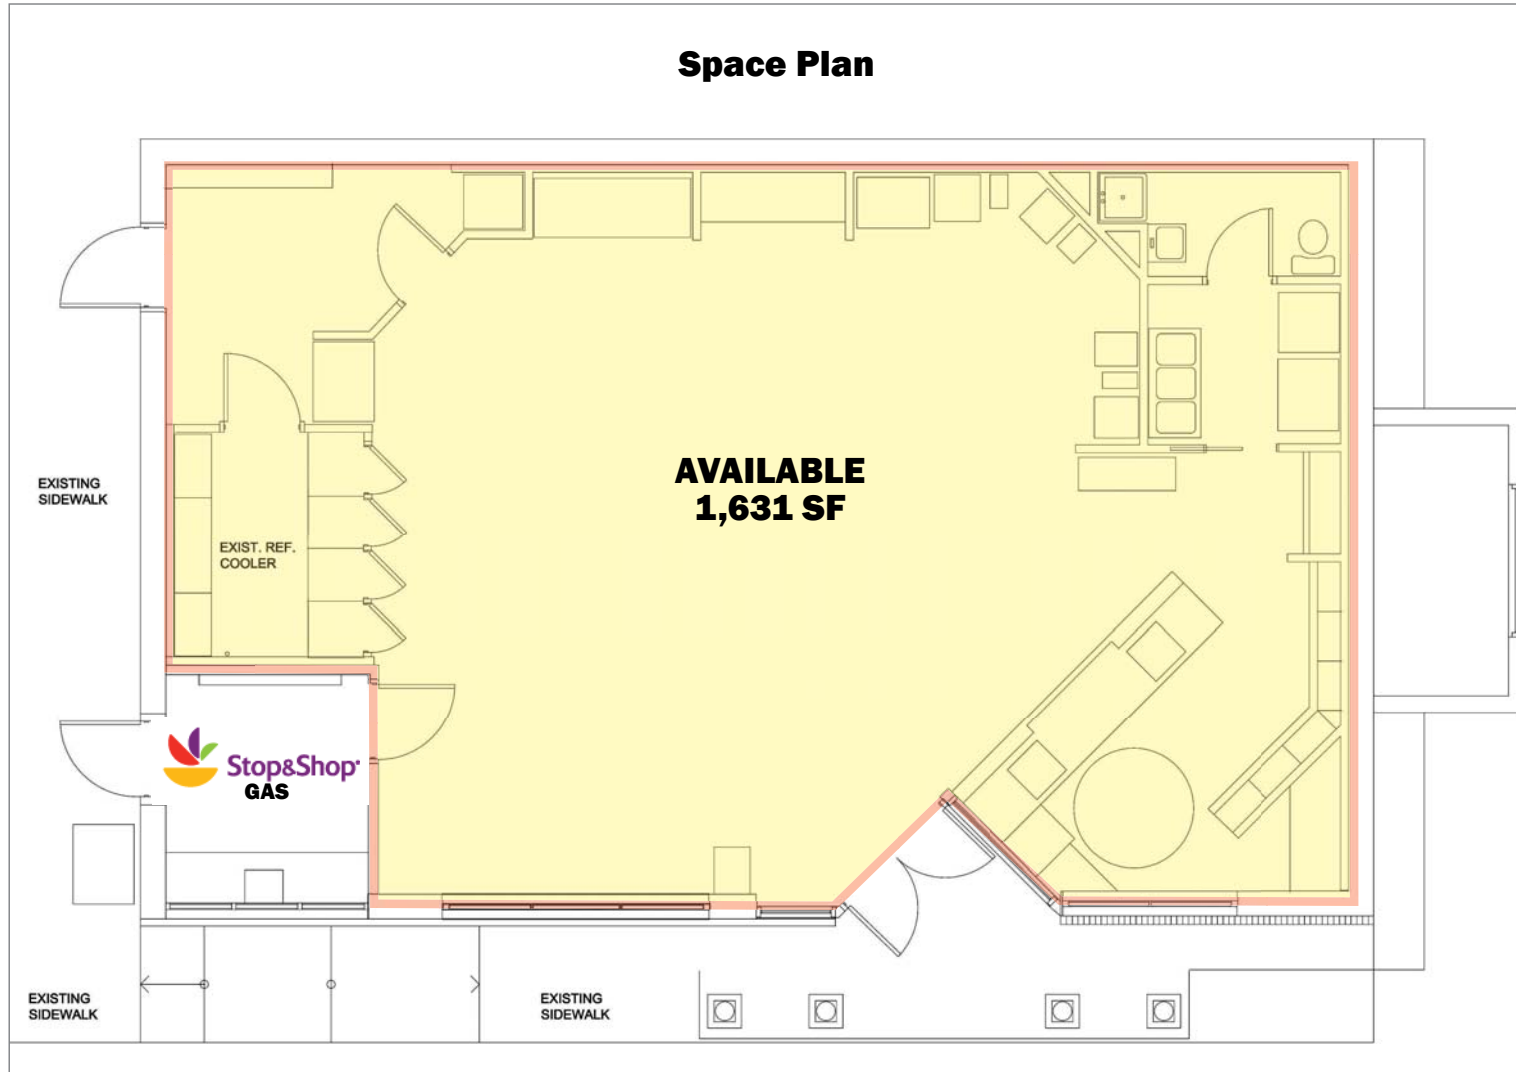 Space Plan
AVAILABLE
1,631 SF
EXISTING
SIDEWALK
EXIST. REF.
COOLER
Stop&Shop
GAS
EXISTING
SIDEWALK
EXISTING
SIDEWALK